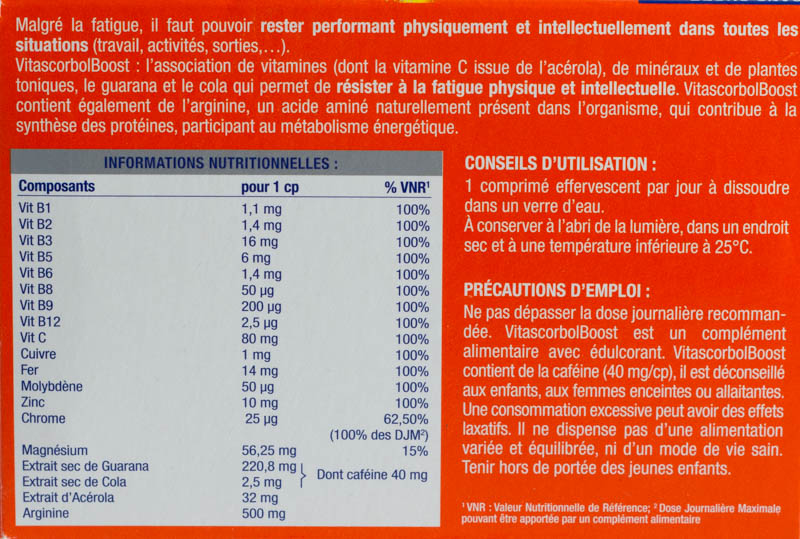 Malgré la fatigue, il faut pouvoir rester performant physiquement et intellectuellement dans toutes les
situations (travail, activités, sorties,…).
VitascorbolBoost : l'association de vitamines (dont la vitamine C issue de l'acérola), de minéraux et de plantes
toniques, le guarana et le cola qui permet de résister à la fatigue physique et intellectuelle. VitascorbolBoost
contient également de l'arginine, un acide aminé naturellement présent dans l'organisme, qui contribue à la
synthèse des protéines, participant au métabolisme énergétique.
INFORMATIONS NUTRITIONNELLES :
Composants pour 1 cp % VNR¹
Vit B1 1,1 mg 100%
Vit B2 1,4 mg 100%
Vit B3 16 mg 100%
Vit B5 6 mg 100%
Vit B6 1,4 mg 100%
Vit B8 50 µg 100%
Vit B9 200 µg 100%
Vit B12 2,5 µg 100%
Vit C 80 mg 100%
Cuivre 1 mg 100%
Fer 14 mg 100%
Molybdène 50 µg 100%
Zinc 10 mg 100%
Chrome 25 µg 62,50%
(100% des DJM²)
Magnésium 56,25 mg 15%
Extrait sec de Guarana 220,8 mg
Extrait sec de Cola 2,5 mg
Dont caféine 40 mg
Extrait d'Acérola 32 mg
Arginine 500 mg
CONSEILS D'UTILISATION :
1 comprimé effervescent par jour à dissoudre
dans un verre d'eau.
À conserver à l'abri de la lumière, dans un endroit
sec et à une température inférieure à 25°C.
PRÉCAUTIONS D'EMPLOI :
Ne pas dépasser la dose journalière recomman-
dée. VitascorbolBoost est un complément
alimentaire avec édulcorant. VitascorbolBoost
contient de la caféine (40 mg/cp), il est déconseillé
aux enfants, aux femmes enceintes ou allaitantes.
Une consommation excessive peut avoir des effets
laxatifs. Il ne dispense pas d'une alimentation
variée et équilibrée, ni d'un mode de vie sain.
Tenir hors de portée des jeunes enfants.
¹ VNR : Valeur Nutritionnelle de Référence; ² Dose Journalière Maximale
pouvant être apportée par un complément alimentaire